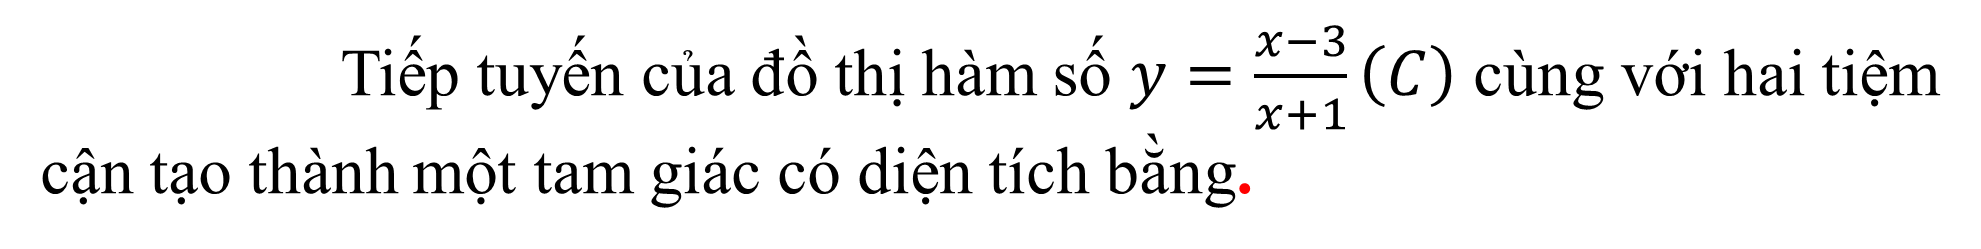 Tiếp tuyến của đồ thị hàm số $y = \frac{x-3}{x+1}(C)$ cùng với hai tiệm
cận tạo thành một tam giác có diện tích bằng.